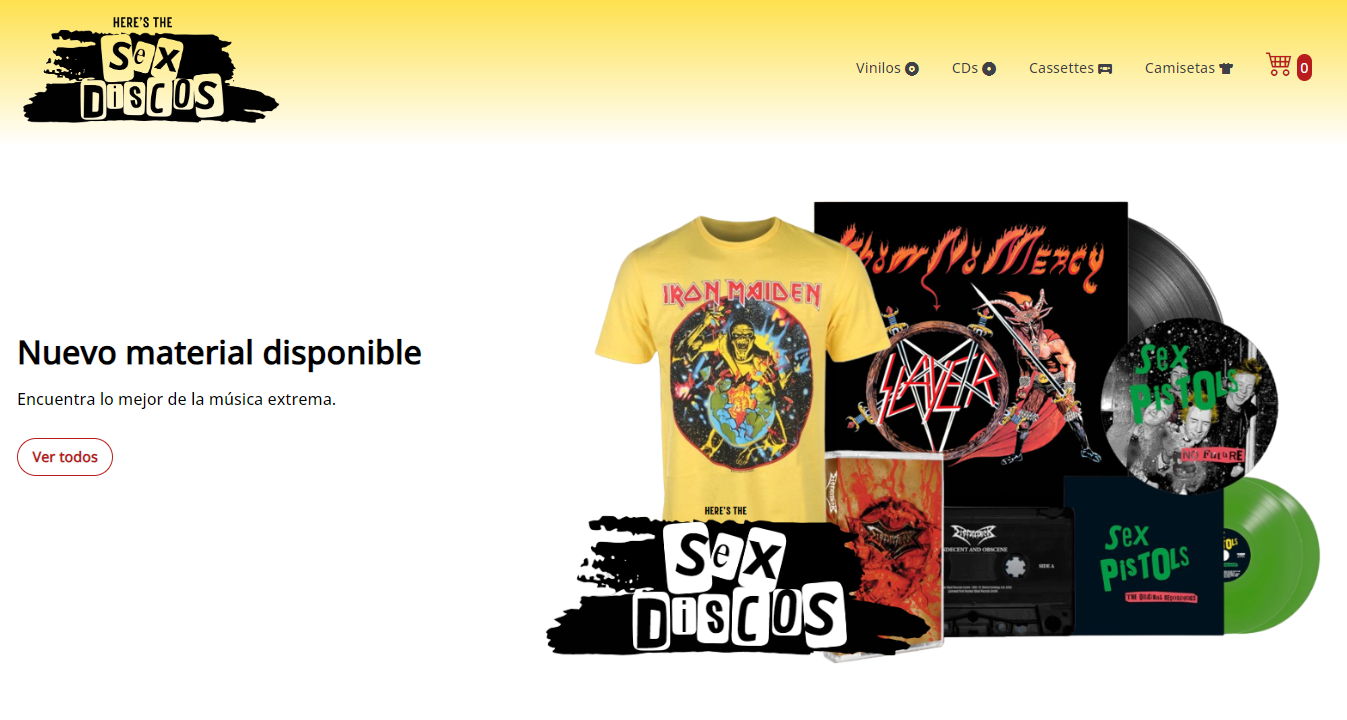 HERE'S THE
Sex
DiSCOS
Vinilos
CDs
Cassettes
Camisetas
0
Nuevo material disponible
Encuentra lo mejor de la música extrema.
Ver todos
IRON MAIDEN
Show No Mercy
SLAYER
SeX
PiSTOLS
NO FUTURE
DISMEMBER
INDECENT AND OBSCENE
SIDE A
SeX
PiSTOLS
THE ORIGINAL RECORDINGS
HERE'S THE
Sex
DiSCOS